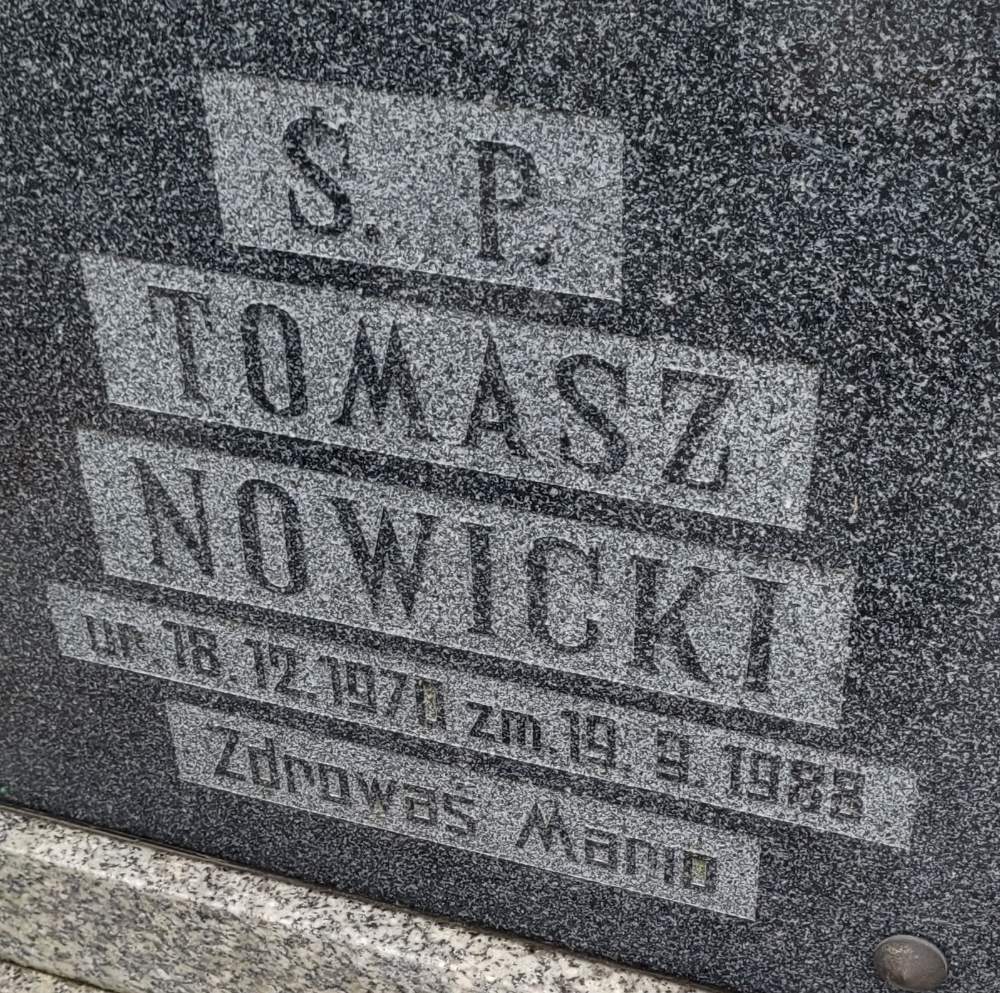 Ś. P.
TOMASZ
NOWICKI
ur. 18. 12. 1970 zm. 19. 9. 1988
Zdrowaś Mario